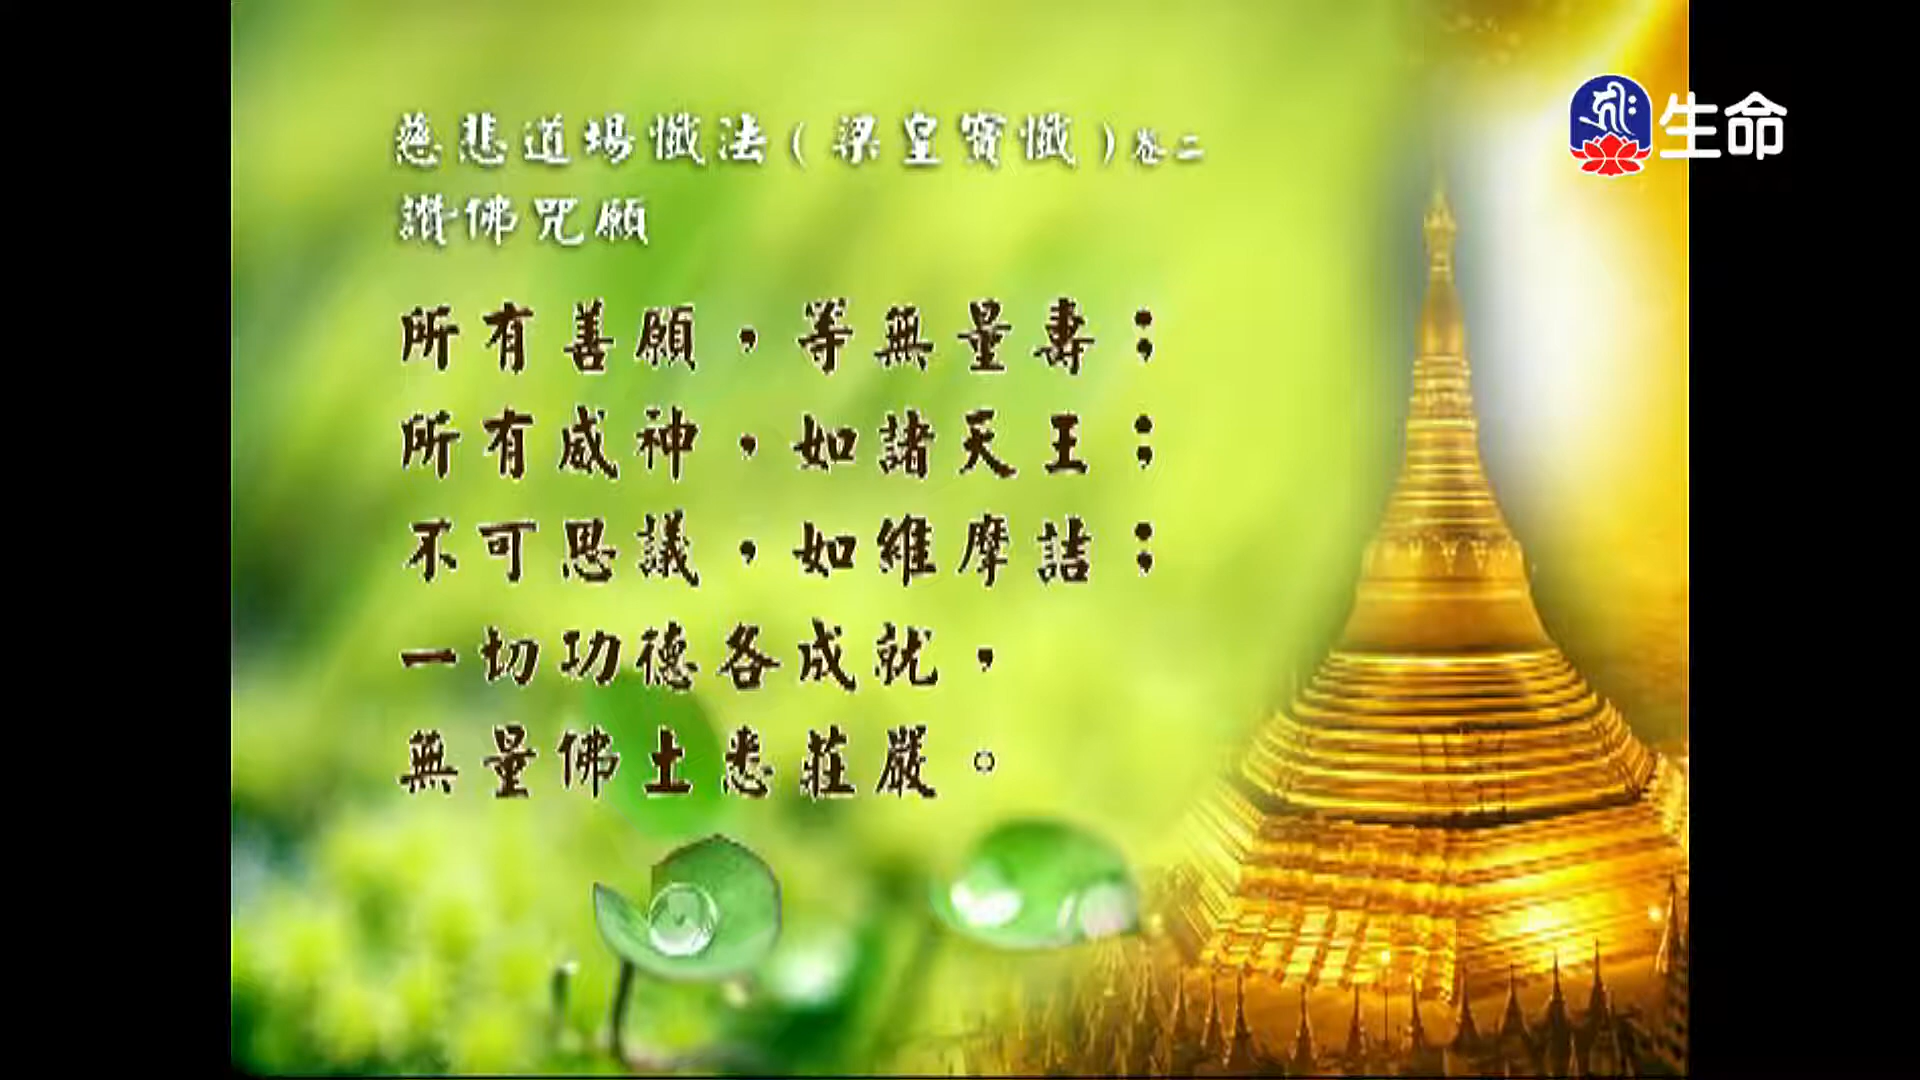 生命
慈悲道場懺法(梁皇寶懺)卷二
讚佛咒願
所有善願,等無量壽;
所有威神,如諸天王;
不可思議,如維摩詰;
一切功德各成就,
無量佛土悉莊嚴。